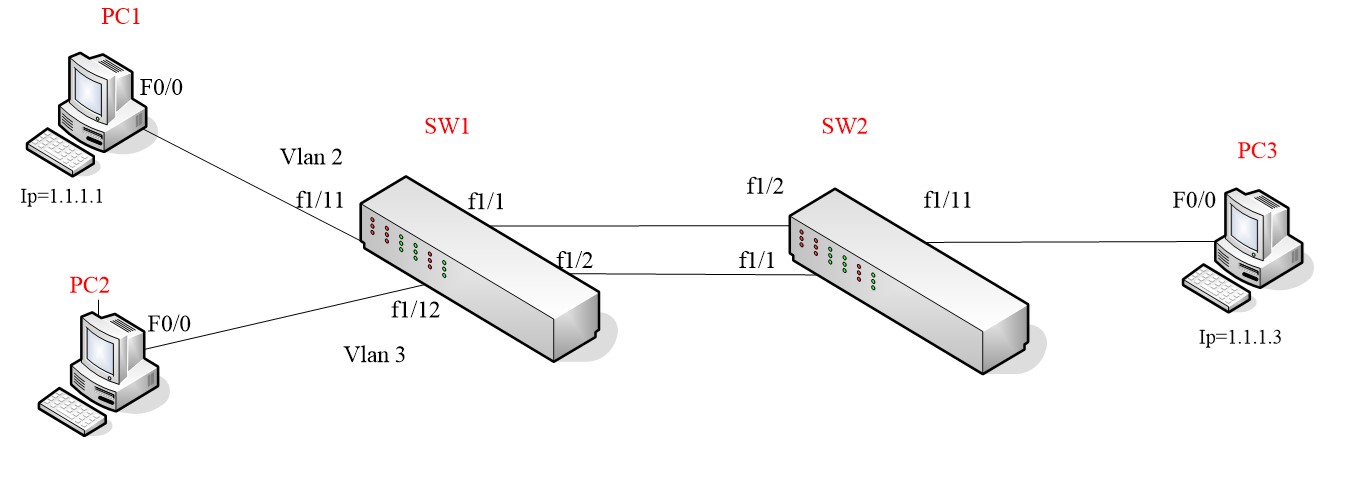 PC1
F0/0
Ip=1.1.1.1
Vlan 2
f1/11
SW1
f1/1
f1/2
f1/12
Vlan 3
PC2
F0/0
SW2
f1/2
f1/1
f1/11
PC3
F0/0
Ip=1.1.1.3